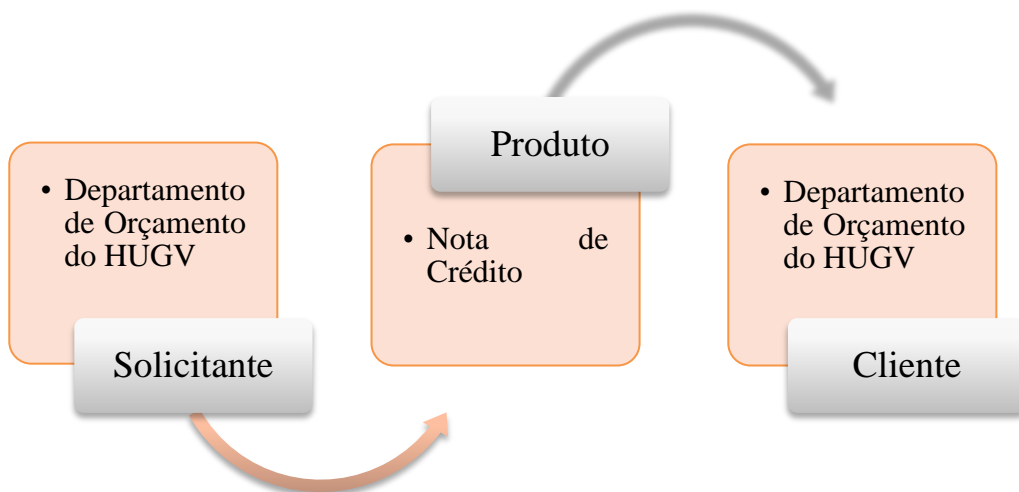 • Departamento
de Orçamento
do HUGV
Solicitante
Produto
• Nota de
Crédito
• Departamento
de Orçamento
do HUGV
Cliente